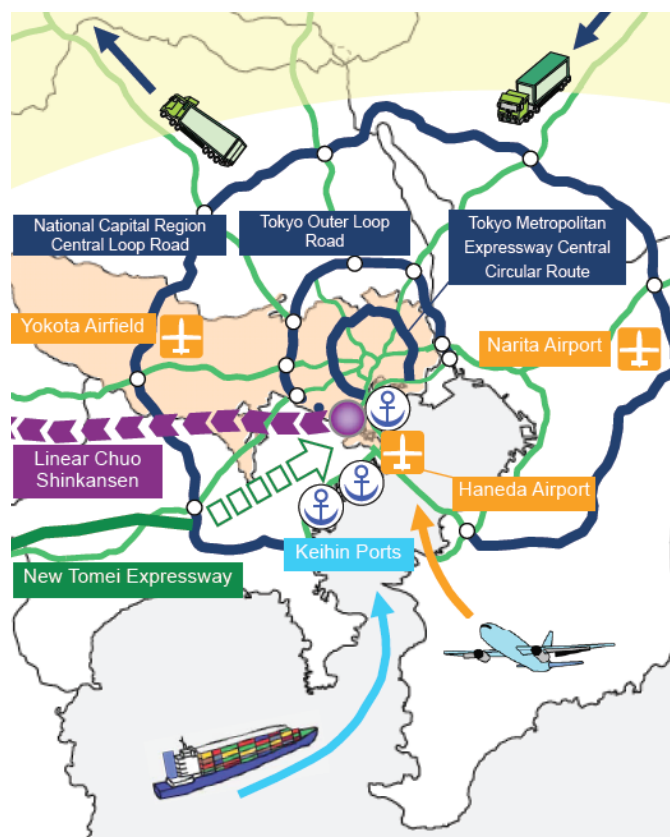 National Capital Region
Central Loop Road
Tokyo Outer Loop
Road
Tokyo Metropolitan
Expressway Central
Circular Route
Yokota Airfield
Narita Airport
Linear Chuo
Shinkansen
Haneda Airport
Keihin Ports
New Tomei Expressway